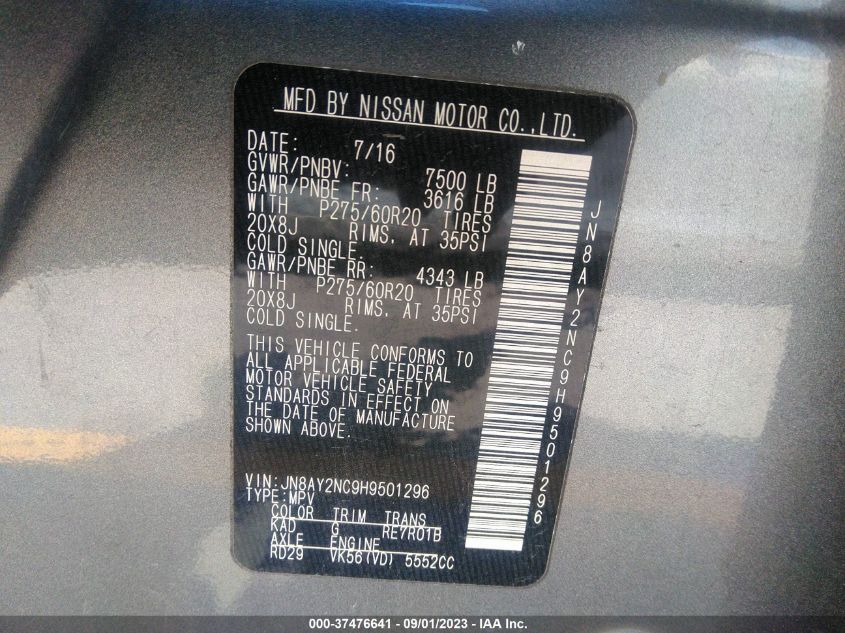 MFD BY NISSAN MOTOR CO.,LTD.
DATE: 7/16
GVWR/PNBV: 7500 LB
GAWR/PNBE FR: 3616 LB
WITH P275/60R20 TIRES
20X8J RIMS, AT 35PSI
COLD SINGLE.
GAWR/PNBE RR: 4343 LB
WITH P275/60R20 TIRES
20X8J RIMS, AT 35PSI
COLD SINGLE.
THIS VEHICLE CONFORMS TO
ALL APPLICABLE FEDERAL
MOTOR VEHICLE SAFETY
STANDARDS IN EFFECT ON
THE DATE OF MANUFACTURE
SHOWN ABOVE.
VIN:JN8AY2NC9H9501296
TYPE:MPV
COLOR TRIM TRANS
KAD G RE7R01B
AXLE ENGINE
RD29 VK56(VD) 5552CC
JN8AY2NC9H9501296
000-37476641 - 09/01/2023 - IAA Inc.